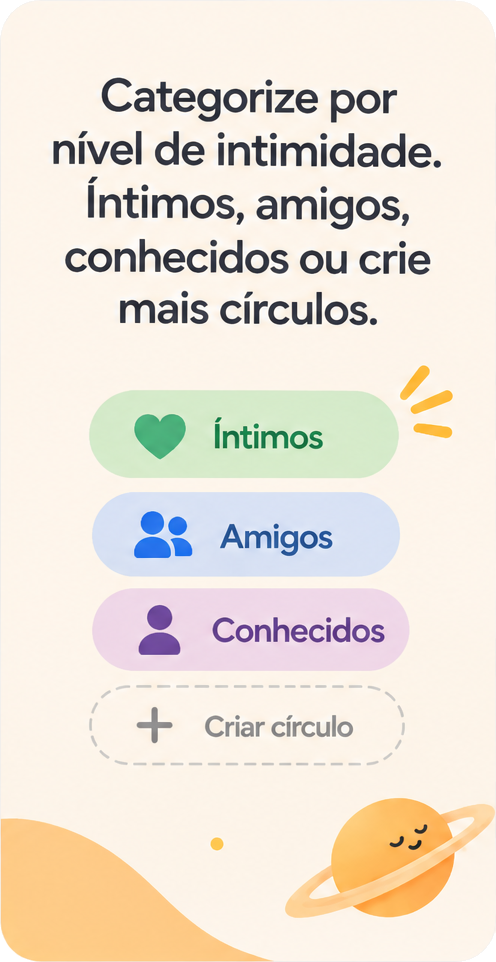 Categorize por
nível de intimidade.
Íntimos, amigos,
conhecidos ou crie
mais círculos.
Íntimos
Amigos
Conhecidos
Criar círculo